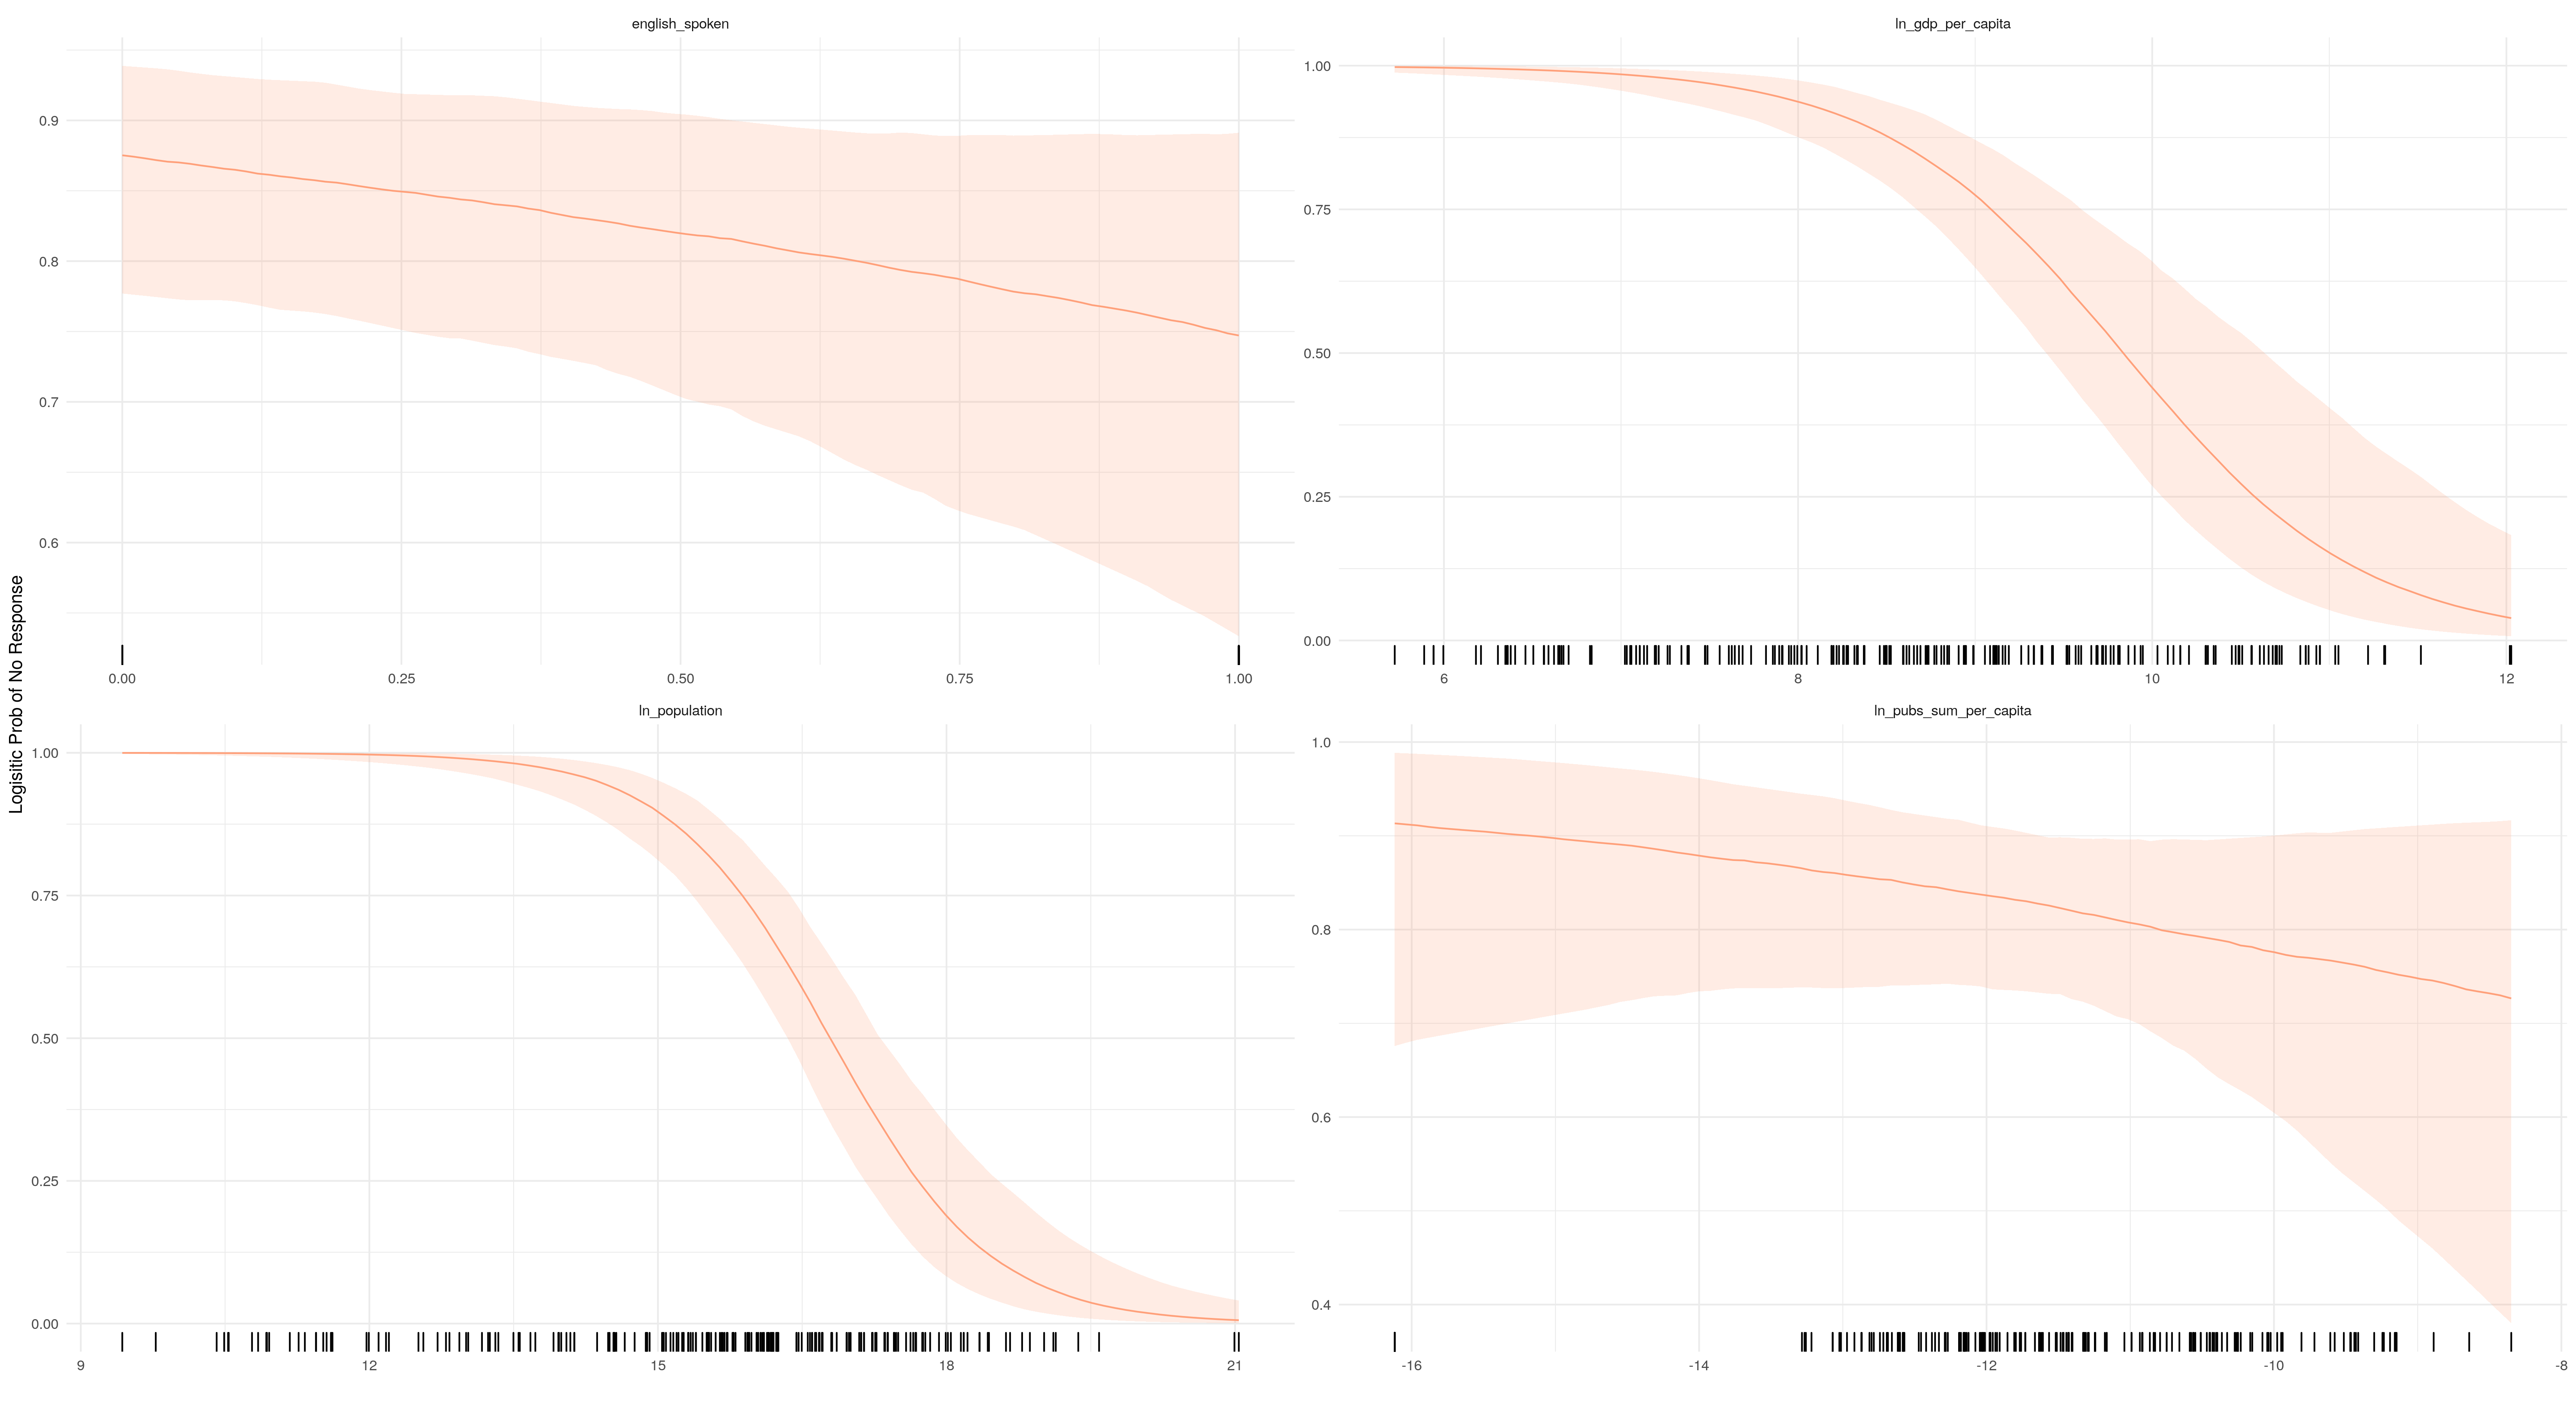 english_spoken
ln_gdp_per_capita
Logisitic Prob of No Response
0.9
0.8
0.7
0.6
0.00 0.25 0.50 0.75 1.00
1.00
0.75
0.50
0.25
0.00
6 8 10 12
ln_population
ln_pubs_sum_per_capita
1.00
0.75
0.50
0.25
0.00
9 12 15 18 21
1.0
0.8
0.6
0.4
-16 -14 -12 -10 -8